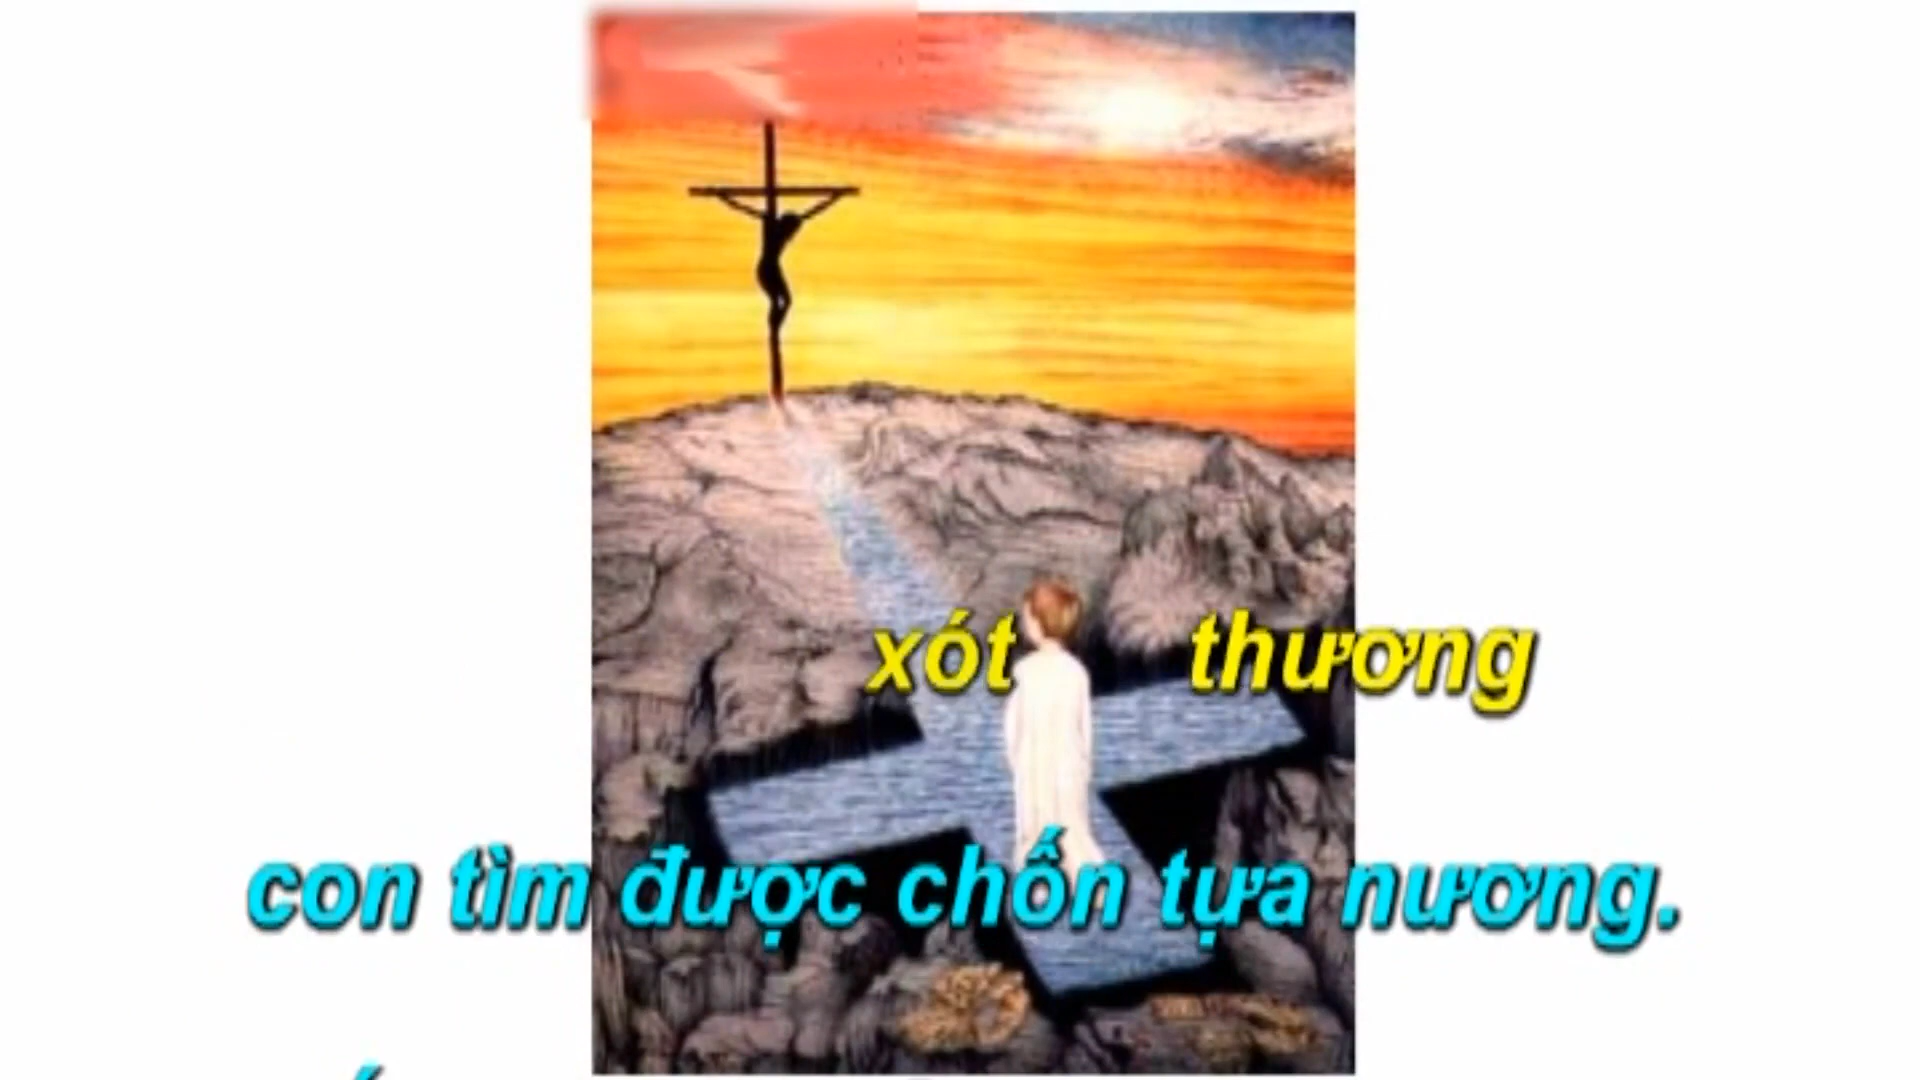 xót thương
con tìm được chốn tựa nương.